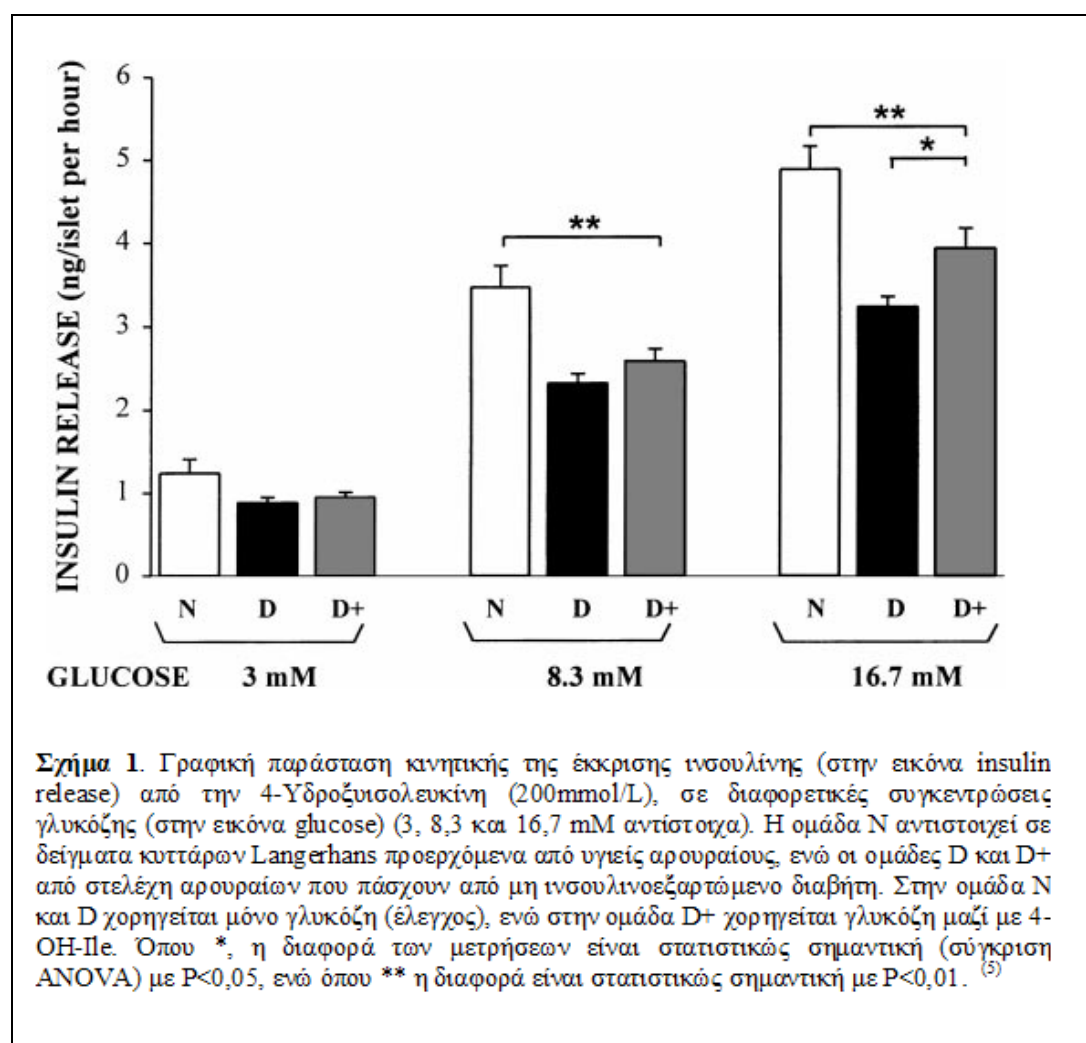 INSULIN RELEASE (ng/islet per hour)
6
5
4
3
2
1
0
**
**
*
N D D+ N D D+ N D D+
GLUCOSE 3 mM 8.3 mM 16.7 mM
Σχήμα 1. Γραφική παράσταση κινητικής της έκκρισης ινσουλίνης (στην εικόνα insulin
release) από την 4-Υδροξυισολευκίνη (200mmol/L), σε διαφορετικές συγκεντρώσεις
γλυκόζης (στην εικόνα glucose) (3, 8,3 και 16,7 mM αντίστοιχα). Η ομάδα Ν αντιστοιχεί σε
δείγματα κυττάρων Langerhans προερχόμενα από υγιείς αρουραίους, ενώ οι ομάδες D και D+
από στελέχη αρουραίων που πάσχουν από μη ινσουλινοεξαρτώμενο διαβήτη. Στην ομάδα Ν
και D χορηγείται μόνο γλυκόζη (έλεγχος), ενώ στην ομάδα D+ χορηγείται γλυκόζη μαζί με 4-
OH-Ile. Όπου *, η διαφορά των μετρήσεων είναι στατιστικώς σημαντική (σύγκριση
ANOVA) με P<0,05, ενώ όπου ** η διαφορά είναι στατιστικώς σημαντική με P<0,01. (5)